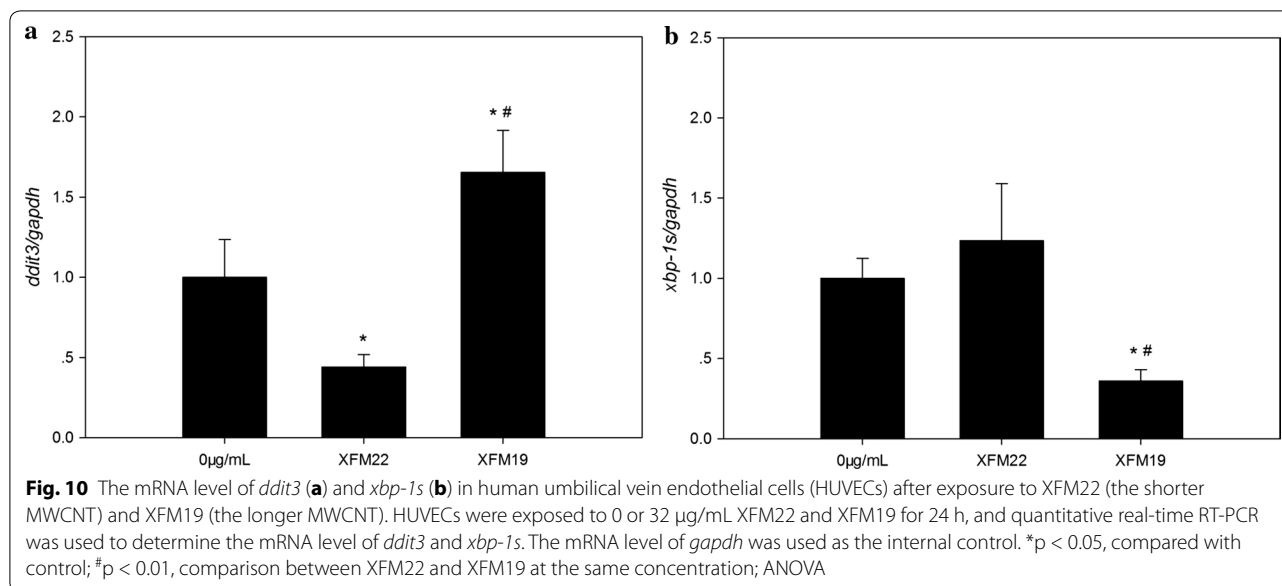 a
2.5
2.0
1.5
1.0
.5
0.0
ddit3/gapdh
*
* #
0µg/mL XFM22 XFM19
b
2.5
2.0
1.5
1.0
.5
0.0
xbp-1s/gapdh
* #
0µg/mL XFM22 XFM19
Fig. 10 The mRNA level of ddit3 (a) and xbp-1s (b) in human umbilical vein endothelial cells (HUVECs) after exposure to XFM22 (the shorter
MWCNT) and XFM19 (the longer MWCNT). HUVECs were exposed to 0 or 32 µg/mL XFM22 and XFM19 for 24 h, and quantitative real-time RT-PCR
was used to determine the mRNA level of ddit3 and xbp-1s. The mRNA level of gapdh was used as the internal control. *p < 0.05, compared with
control; #p < 0.01, comparison between XFM22 and XFM19 at the same concentration; ANOVA